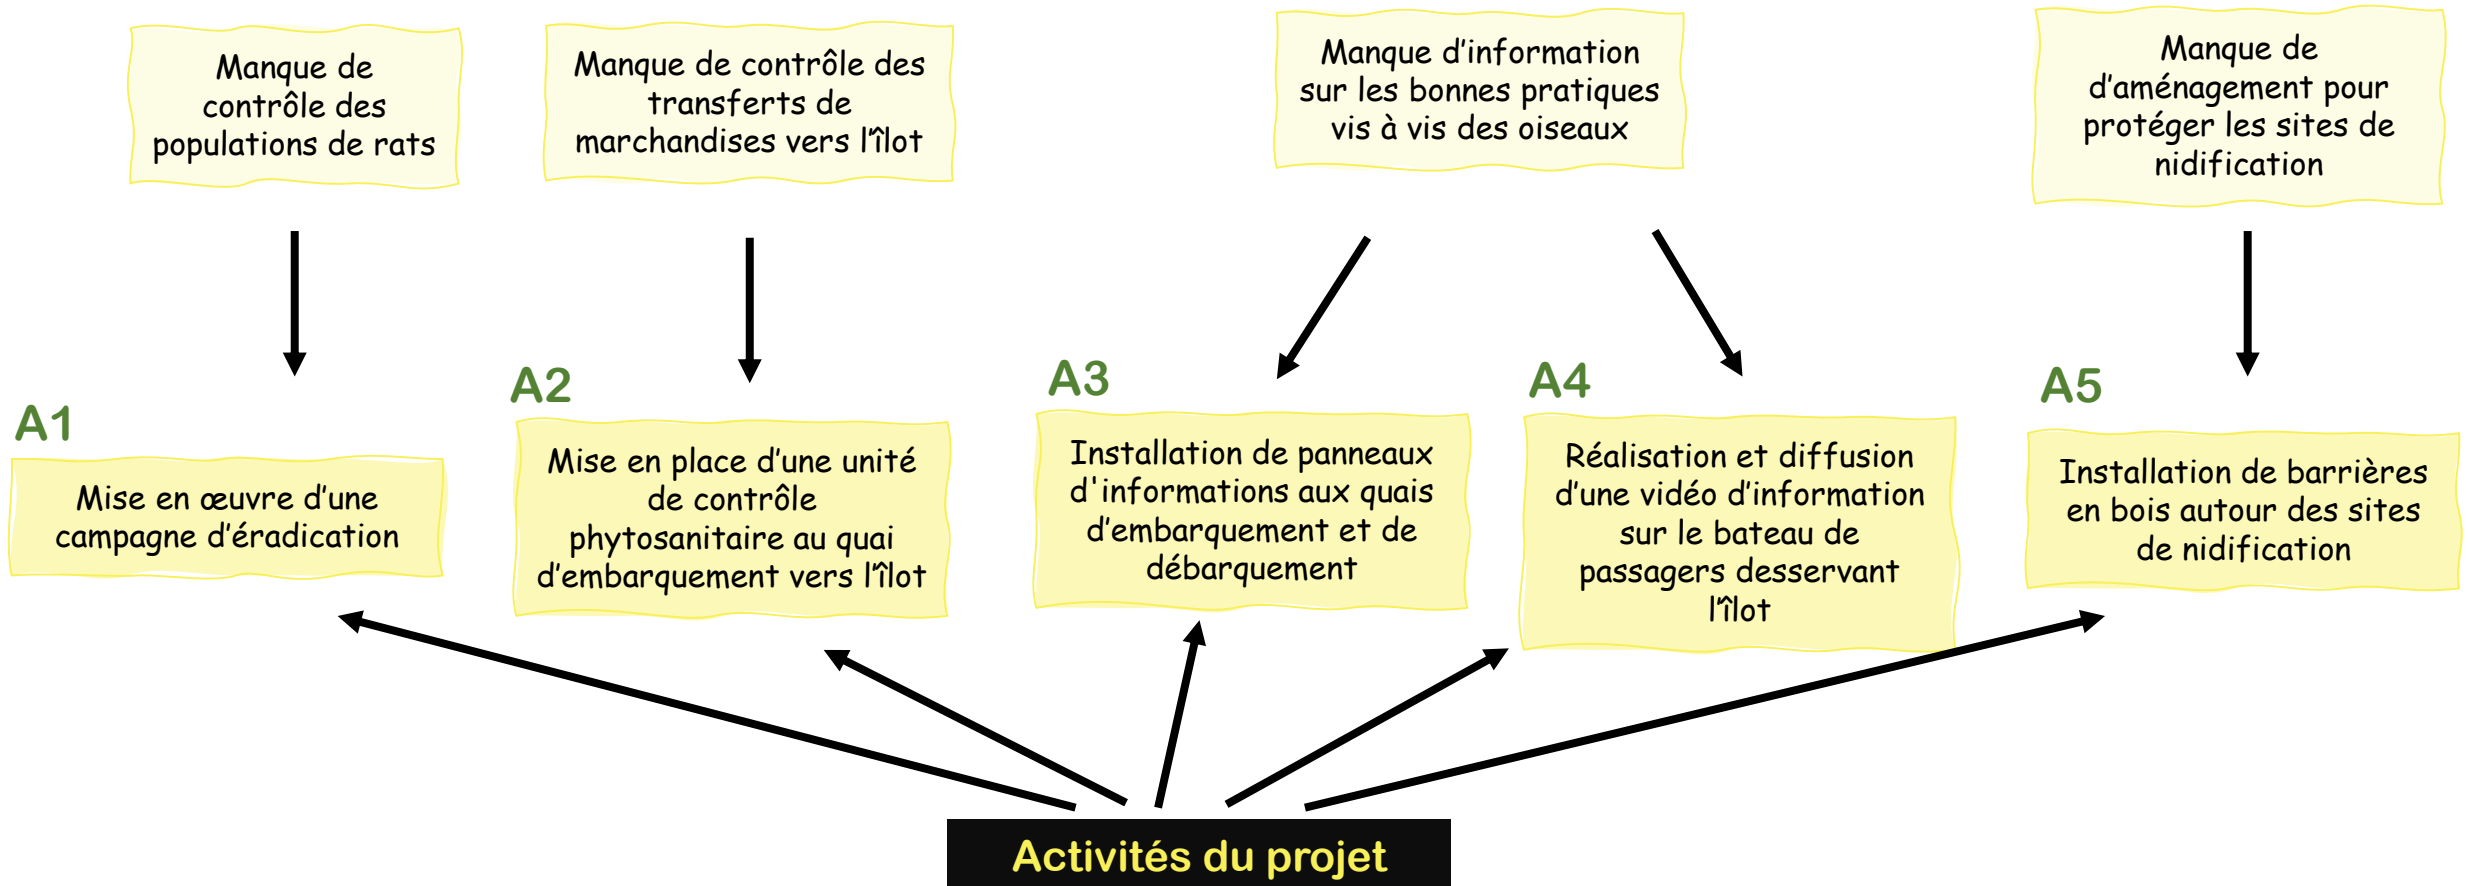 Manque de
contrôle des
populations de rats
Manque de contrôle des
transferts de
marchandises vers l’îlot
Manque d’information
sur les bonnes pratiques
vis à vis des oiseaux
Manque de
d’aménagement pour
protéger les sites de
nidification
A1
Mise en œuvre d’une
campagne d’éradication
A2
Mise en place d’une unité
de contrôle
phytosanitaire au quai
d’embarquement vers l’îlot
A3
Installation de panneaux
d'informations aux quais
d’embarquement et de
débarquement
A4
Réalisation et diffusion
d’une vidéo d’information
sur le bateau de
passagers desservant
l’îlot
A5
Installation de barrières
en bois autour des sites
de nidification
Activités du projet